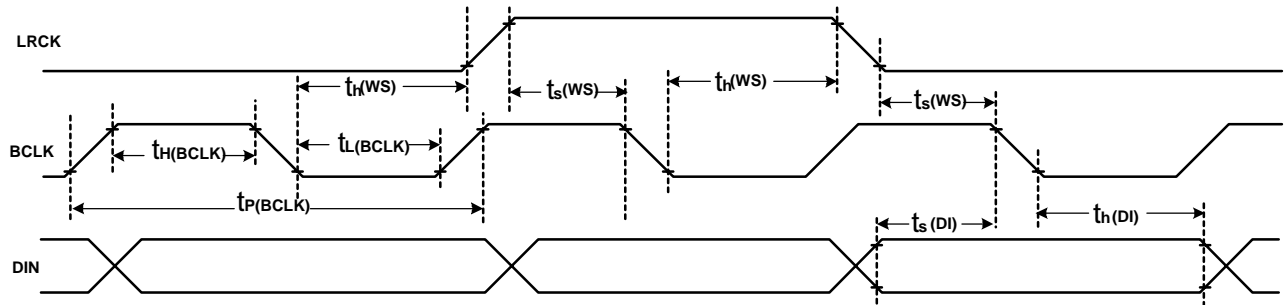 LRCK
th(WS)
ts(WS)
th(WS)
ts(WS)
BCLK
tH(BCLK)
tL(BCLK)
tP(BCLK)
ts(DI)
th(DI)
DIN